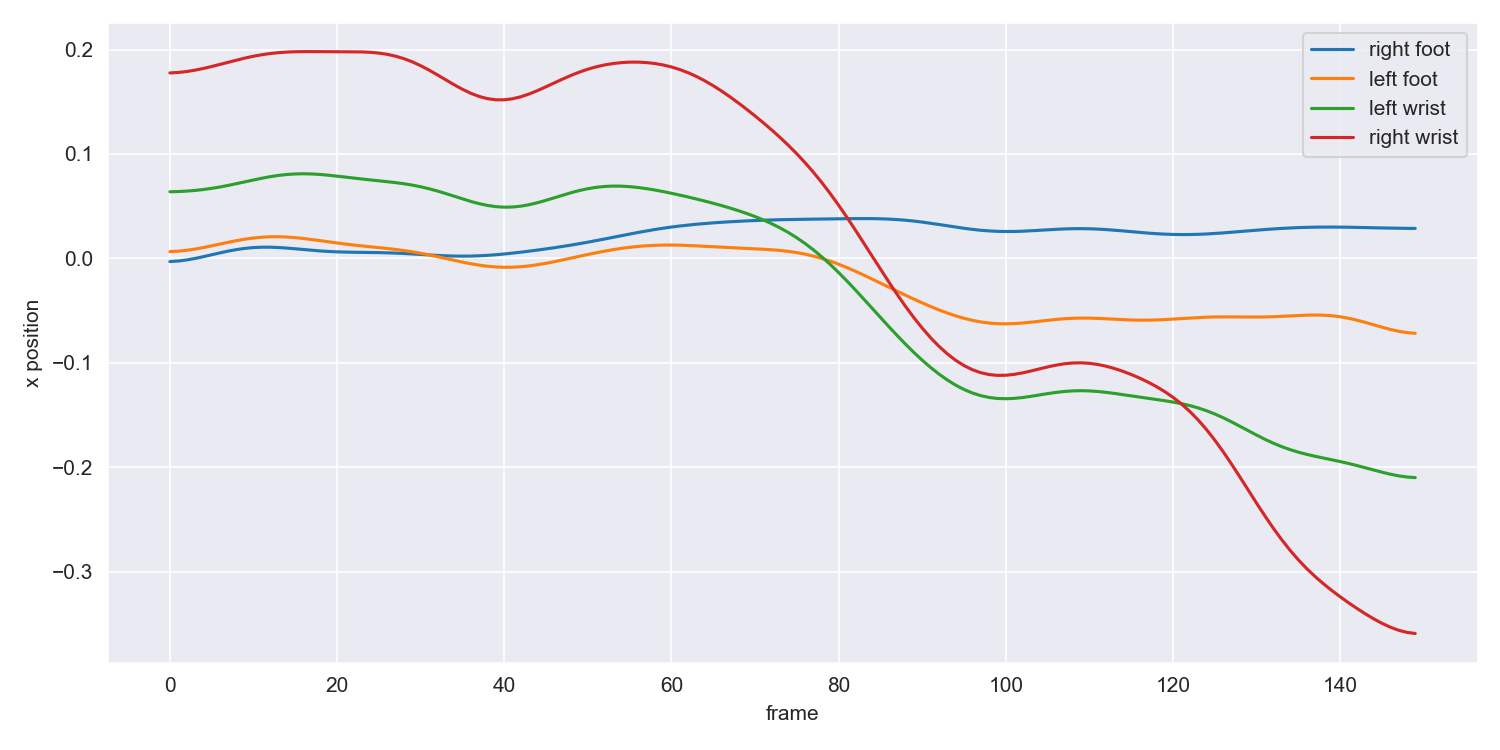 0.2
0.1
0.0
−0.1
−0.2
−0.3
x position
0 20 40 60 80 100 120 140
frame
right foot
left foot
left wrist
right wrist